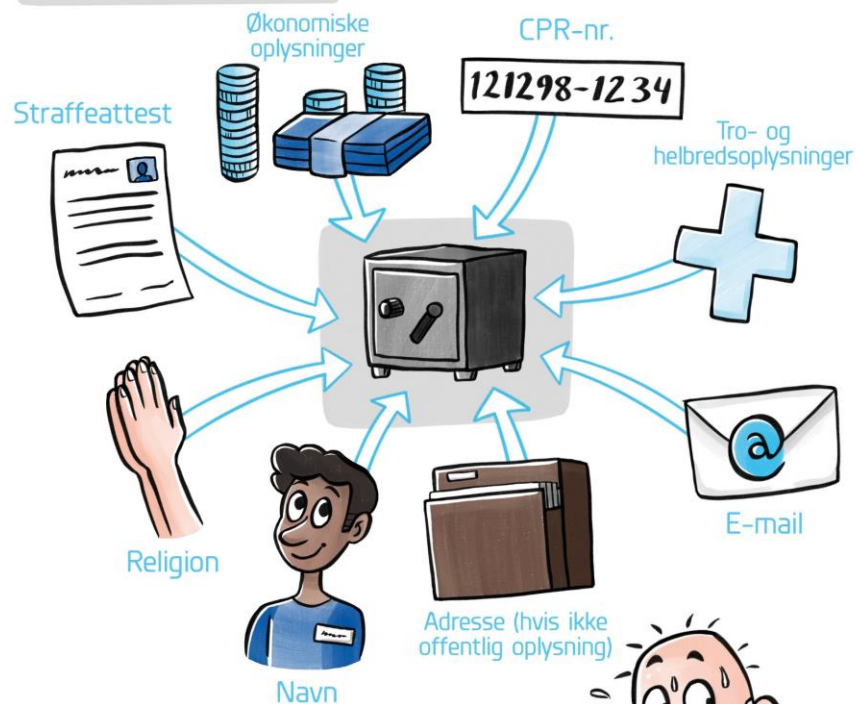 Økonomiske
oplysninger
CPR-nr.
121298-1234
Straffeattest
Tro- og
helbredsoplysninger
@
E-mail
Religion
Adresse (hvis ikke
offentlig oplysning)
Navn